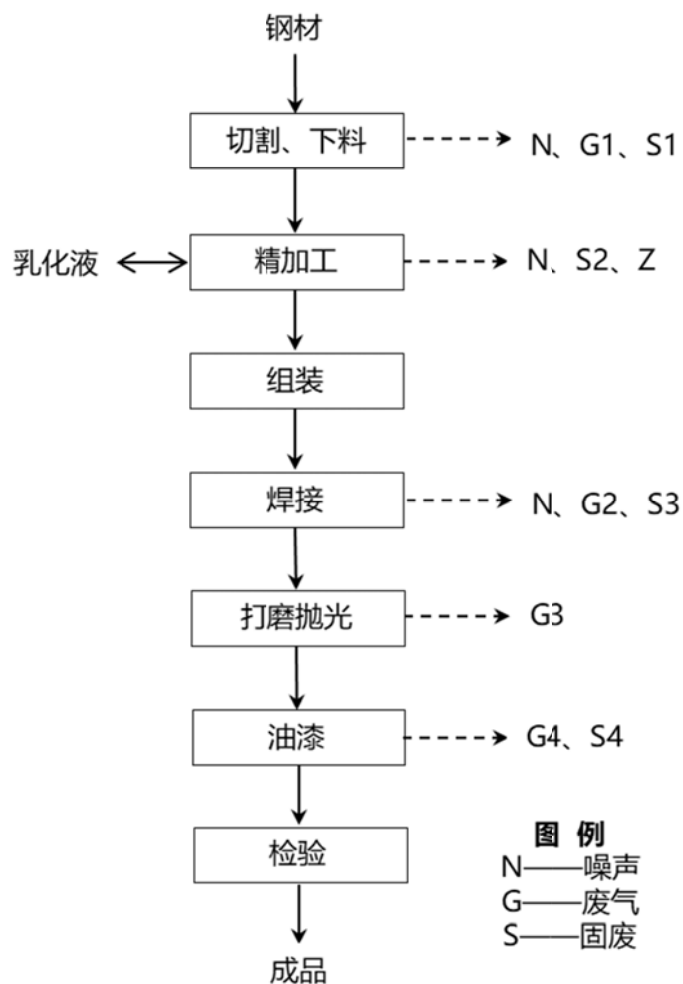 钢材
切割、下料
N、G1、S1
乳化液
精加工
N、S2、Z
组装
焊接
N、G2、S3
打磨抛光
G3
油漆
G4、S4
检验
图 例
N——噪声
G——废气
S——固废
成品